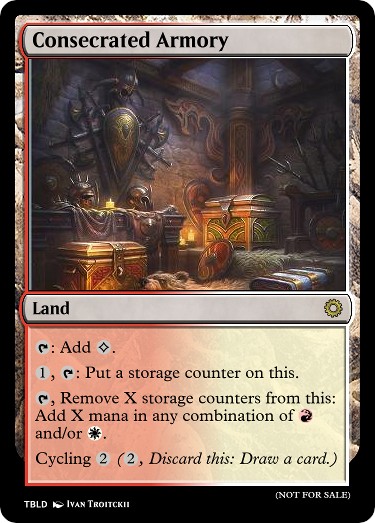 Consecrated Armory
Land
: Add .
1, : Put a storage counter on this.
, Remove X storage counters from this:
Add X mana in any combination of
and/or .
Cycling 2 (2, Discard this: Draw a card.)
TBLD Ivan Troitckii
(NOT FOR SALE)